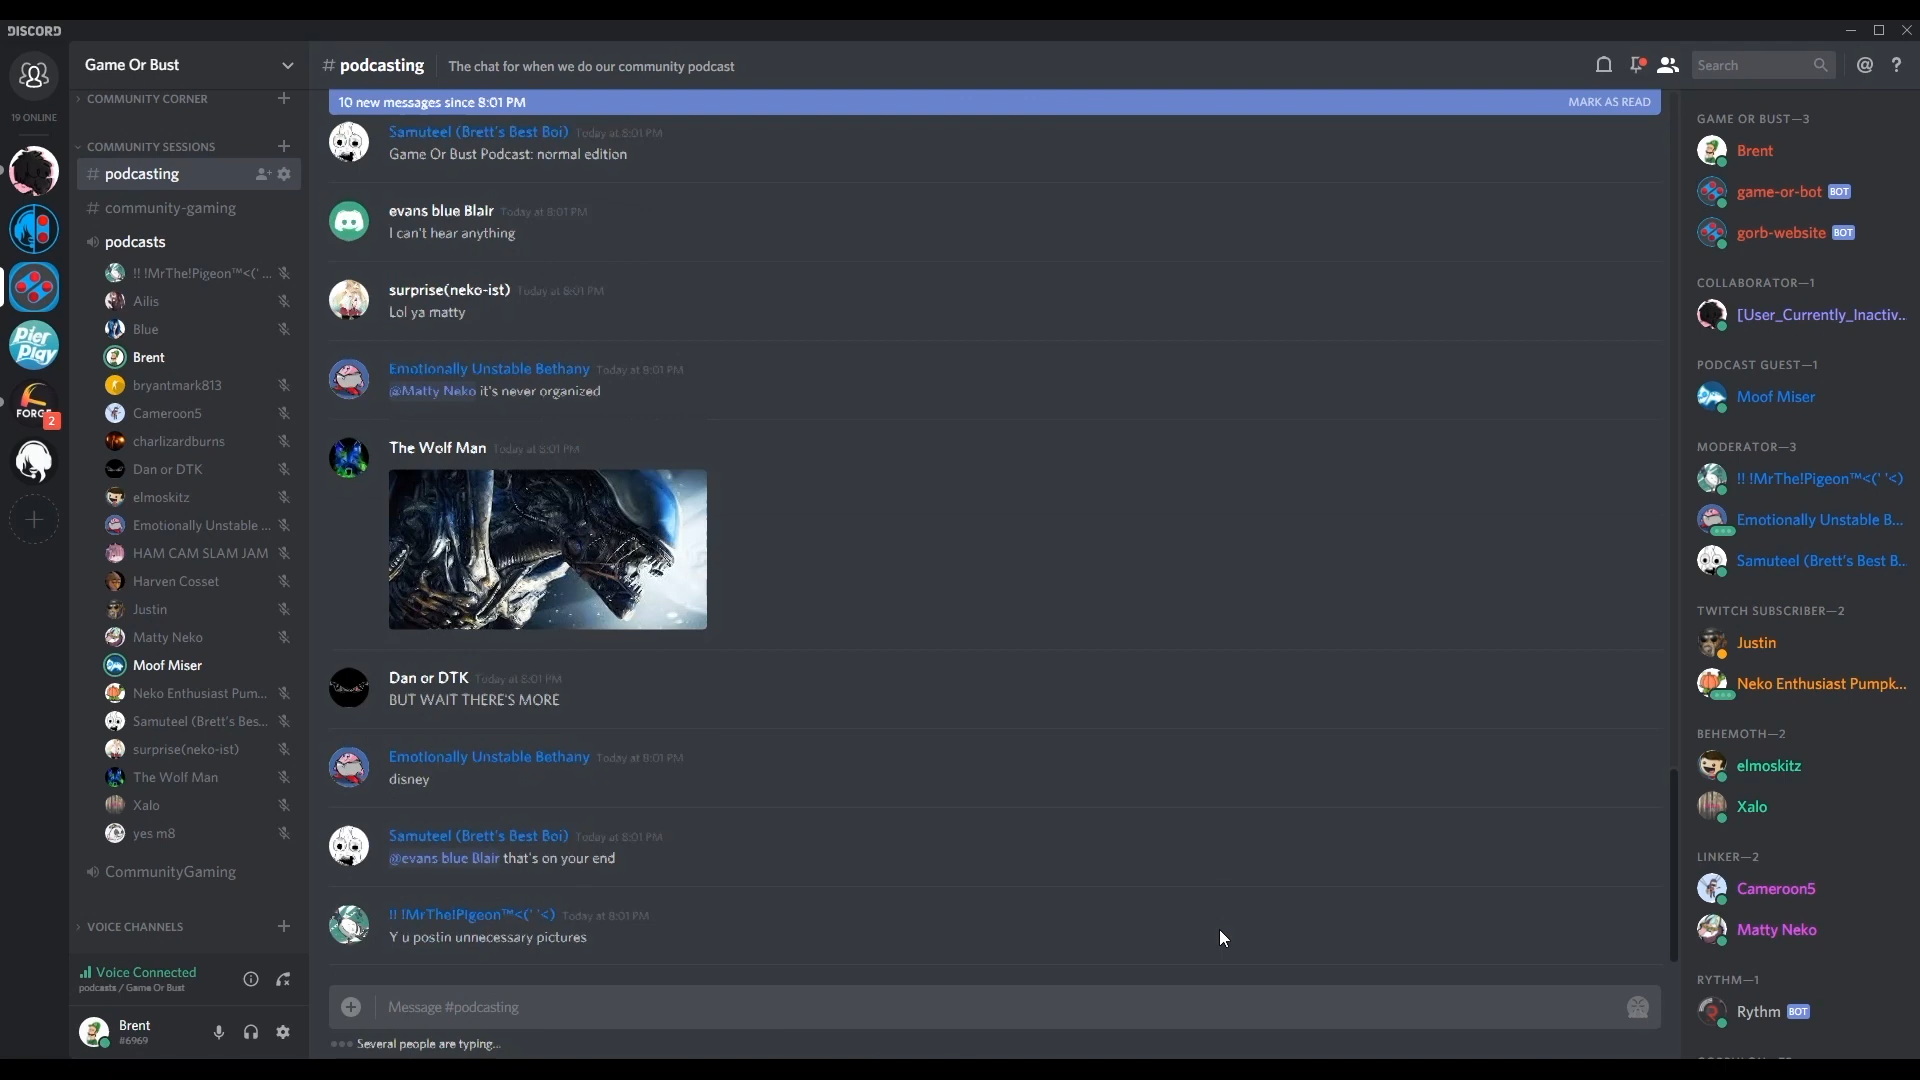 DISCORD
19 ONLINE
Pier
Play
FORGE
2
Game Or Bust
COMMUNITY CORNER
COMMUNITY SESSIONS
# podcasting
# community-gaming
podcasts
!! !MrThe!Pigeon™<(' ...
Ailis
Blue
Brent
bryantmark813
Cameroon5
charlizardburns
Dan or DTK
elmoskitz
Emotionally Unstable ...
HAM CAM SLAM JAM
Harven Cosset
Justin
Matty Neko
Moof Miser
Neko Enthusiast Pum...
Samuteel (Brett's Bes...
surprise(neko-ist)
The Wolf Man
Xalo
yes m8
CommunityGaming
VOICE CHANNELS
Voice Connected
podcasts / Game Or Bust
Brent
#6969
# podcasting The chat for when we do our community podcast
Search
@ ?
10 new messages since 8:01 PM MARK AS READ
Samuteel (Brett's Best Boi) Today at 8:01 PM
Game Or Bust Podcast: normal edition
evans blue Blair Today at 8:01 PM
I can't hear anything
surprise(neko-ist) Today at 8:01 PM
Lol ya matty
Emotionally Unstable Bethany Today at 8:01 PM
@Matty Neko it's never organized
The Wolf Man Today at 8:01 PM
Dan or DTK Today at 8:01 PM
BUT WAIT THERE'S MORE
Emotionally Unstable Bethany Today at 8:01 PM
disney
Samuteel (Brett's Best Boi) Today at 8:01 PM
@evans blue Blair that's on your end
!! !MrThe!Pigeon™<(' '<) Today at 8:01 PM
Y u postin unnecessary pictures
Message #podcasting
Several people are typing...
GAME OR BUST—3
Brent
game-or-bot BOT
gorb-website BOT
COLLABORATOR—1
[User_Currently_Inactiv...
PODCAST GUEST—1
Moof Miser
MODERATOR—3
!! !MrThe!Pigeon™<(' '<)
Emotionally Unstable B...
Samuteel (Brett's Best B...
TWITCH SUBSCRIBER—2
Justin
Neko Enthusiast Pumpk...
BEHEMOTH—2
elmoskitz
Xalo
LINKER—2
Cameroon5
Matty Neko
RYTHM—1
Rythm BOT